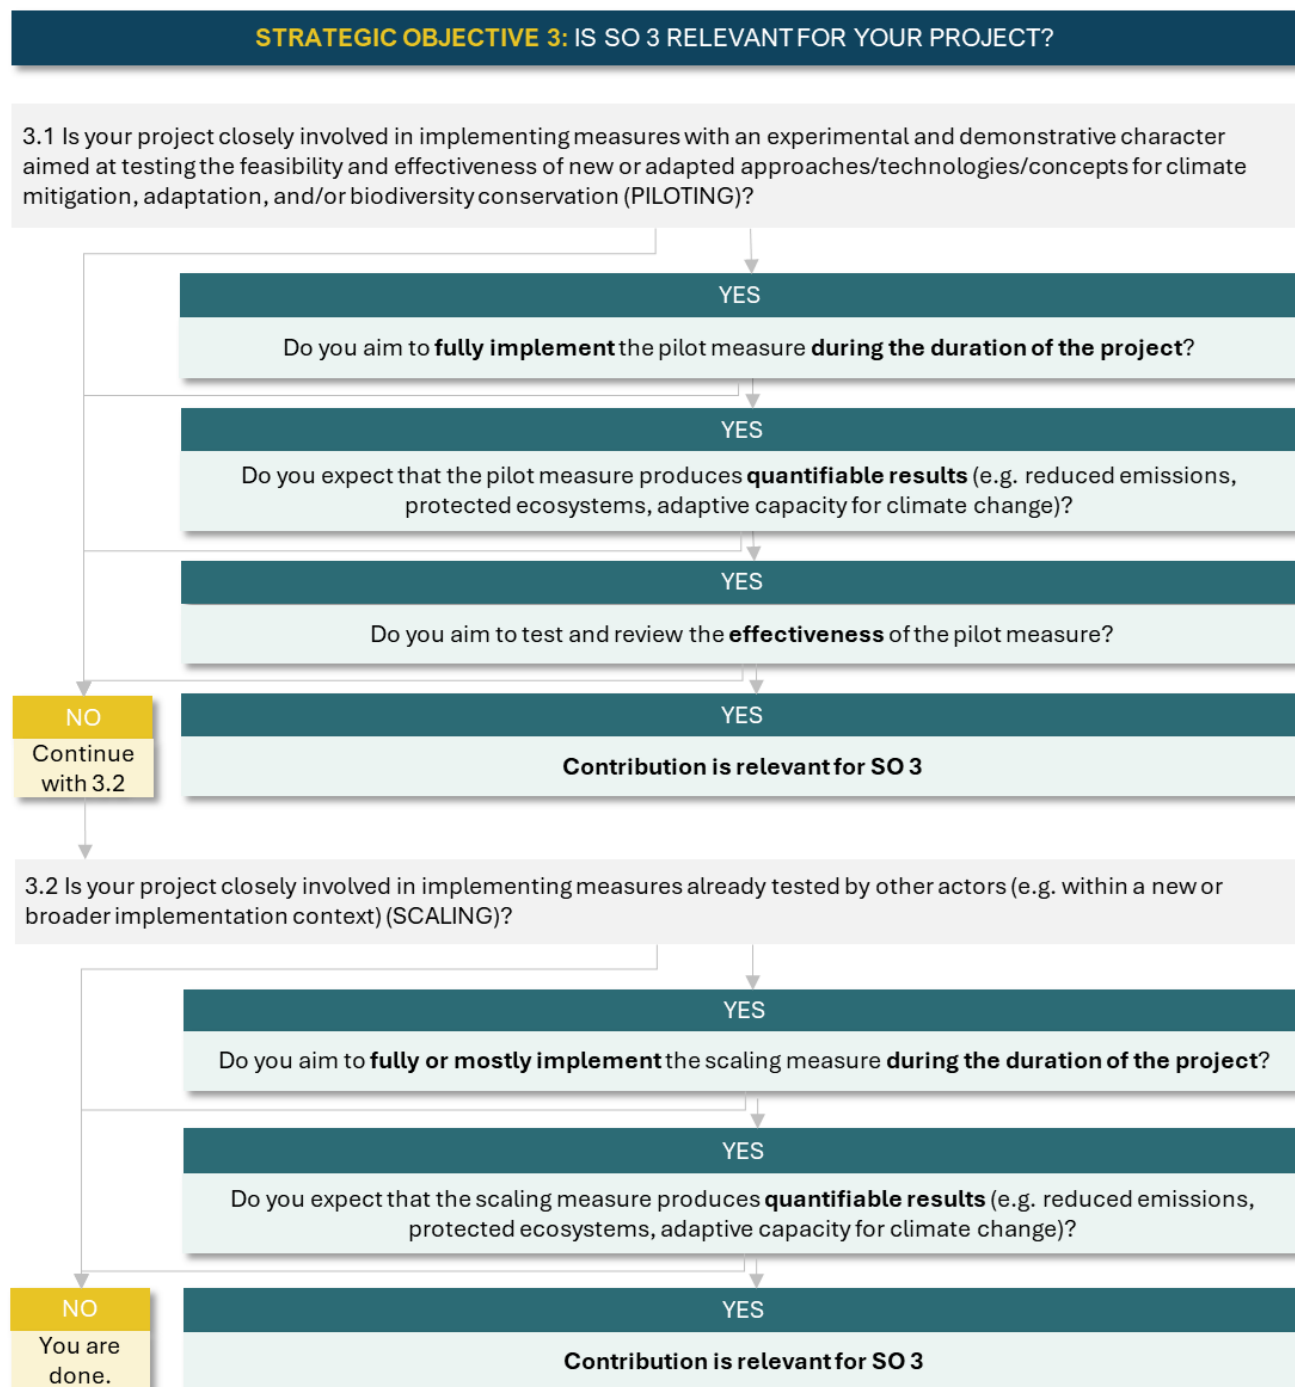 STRATEGIC OBJECTIVE 3: IS SO 3 RELEVANT FOR YOUR PROJECT?
3.1 Is your project closely involved in implementing measures with an experimental and demonstrative character
aimed at testing the feasibility and effectiveness of new or adapted approaches/technologies/concepts for climate
mitigation, adaptation, and/or biodiversity conservation (PILOTING)?
YES
Do you aim to fully implement the pilot measure during the duration of the project?
YES
Do you expect that the pilot measure produces quantifiable results (e.g. reduced emissions,
protected ecosystems, adaptive capacity for climate change)?
YES
Do you aim to test and review the effectiveness of the pilot measure?
NO
Continue
with 3.2
YES
Contribution is relevant for SO 3
3.2 Is your project closely involved in implementing measures already tested by other actors (e.g. within a new or
broader implementation context) (SCALING)?
YES
Do you aim to fully or mostly implement the scaling measure during the duration of the project?
YES
Do you expect that the scaling measure produces quantifiable results (e.g. reduced emissions,
protected ecosystems, adaptive capacity for climate change)?
NO
You are
done.
YES
Contribution is relevant for SO 3